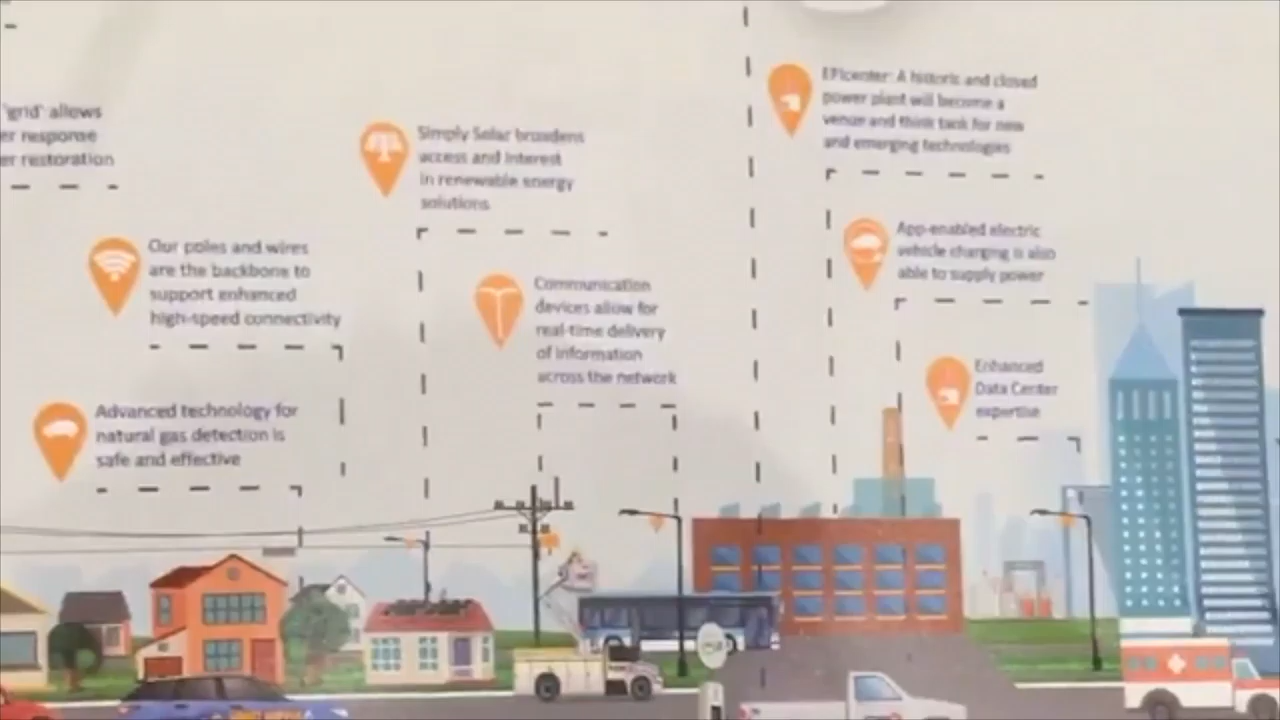 'grid' allows
er response
er restoration
Our poles and wires
are the backbone to
support enhanced
high-speed connectivity
Advanced technology for
natural gas detection is
safe and effective
Simply Solar broadens
access and interest
in renewable energy
solutions
Communication
devices allow for
real-time delivery
of information
across the network
EPIcenter: A historic and closed
power plant will become a
venue and think tank for new
and emerging technologies
App-enabled electric
vehicle charging is also
able to supply power
Enhanced
Data Center
expertise